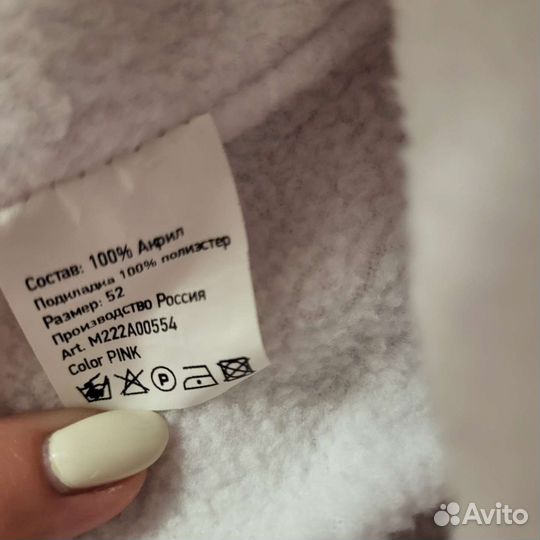 Состав: 100% Акрил
Подкладка 100% полиэстер
Размер: 52
Производство Россия
Art. M222A00554
Color PINK
P
Avito